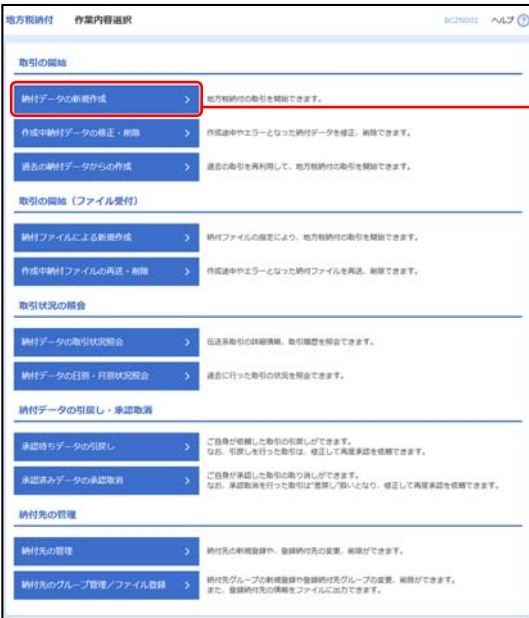 地方税納付 作業内容選択 BCZN001 ヘルプ ?
取引の開始
納付データの新規作成 > 地方税納付の取引を開始できます。
作成中納付データの修正・削除 > 作成途中やエラーとなった納付データを修正、削除できます。
過去の納付データからの作成 > 過去の取引を再利用して、地方税納付の取引を開始できます。
取引の開始（ファイル受付）
納付ファイルによる新規作成 > 納付ファイルの指定により、地方税納付の取引を開始できます。
作成中納付ファイルの再送・削除 > 作成途中やエラーとなった納付ファイルを再送、削除できます。
取引状況の照会
納付データの取引状況照会 > 伝送系取引の詳細情報、取引履歴を照会できます。
納付データの日別・月別状況照会 > 過去に行った取引の状況を照会できます。
納付データの引戻し・承認取消
承認待ちデータの引戻し > ご自身が依頼した取引の引戻しができます。
なお、引戻しを行った取引は、修正して再度承認を依頼できます。
承認済みデータの承認取消 > ご自身が承認した取引の取り消しができます。
なお、承認取消を行った取引は"差戻し"扱いとなり、修正して再度承認を依頼できます。
納付先の管理
納付先の管理 > 納付先の新規登録や、登録納付先の変更、削除ができます。
納付先のグループ管理／ファイル登録 > 納付先グループの新規登録や登録納付先グループの変更、削除ができます。
また、登録納付先の情報をファイルに出力できます。